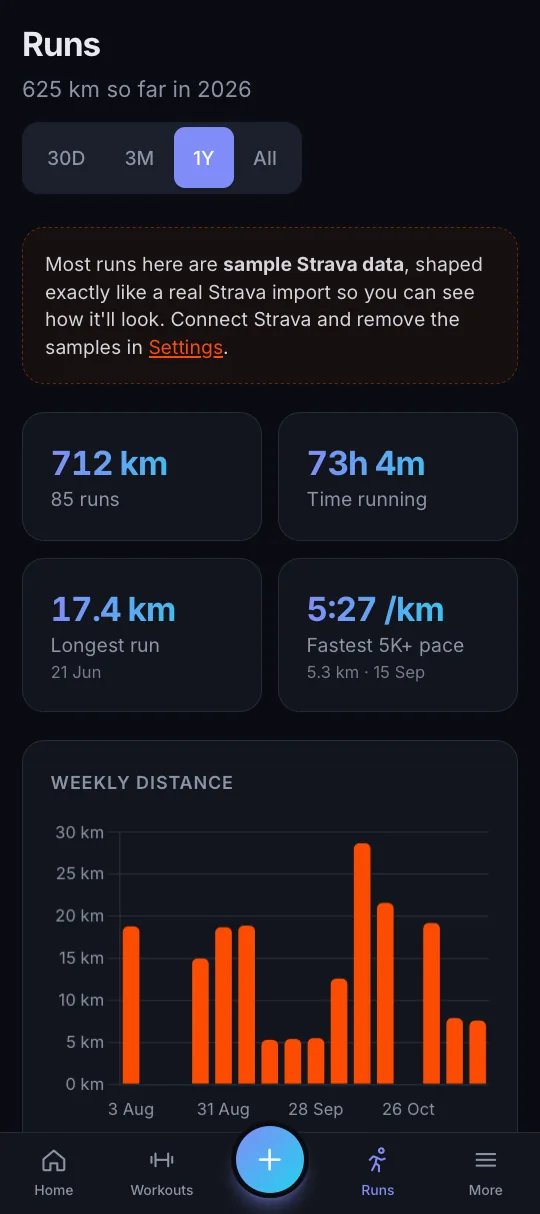 Runs
625 km so far in 2026
30D 3M 1Y All
Most runs here are sample Strava data, shaped
exactly like a real Strava import so you can see
how it'll look. Connect Strava and remove the
samples in Settings.
712 km
85 runs
73h 4m
Time running
17.4 km
Longest run
21 Jun
5:27 /km
Fastest 5K+ pace
5.3 km · 15 Sep
WEEKLY DISTANCE
30 km
25 km
20 km
15 km
10 km
5 km
0 km
3 Aug 31 Aug 28 Sep 26 Oct
Home Workouts Runs More